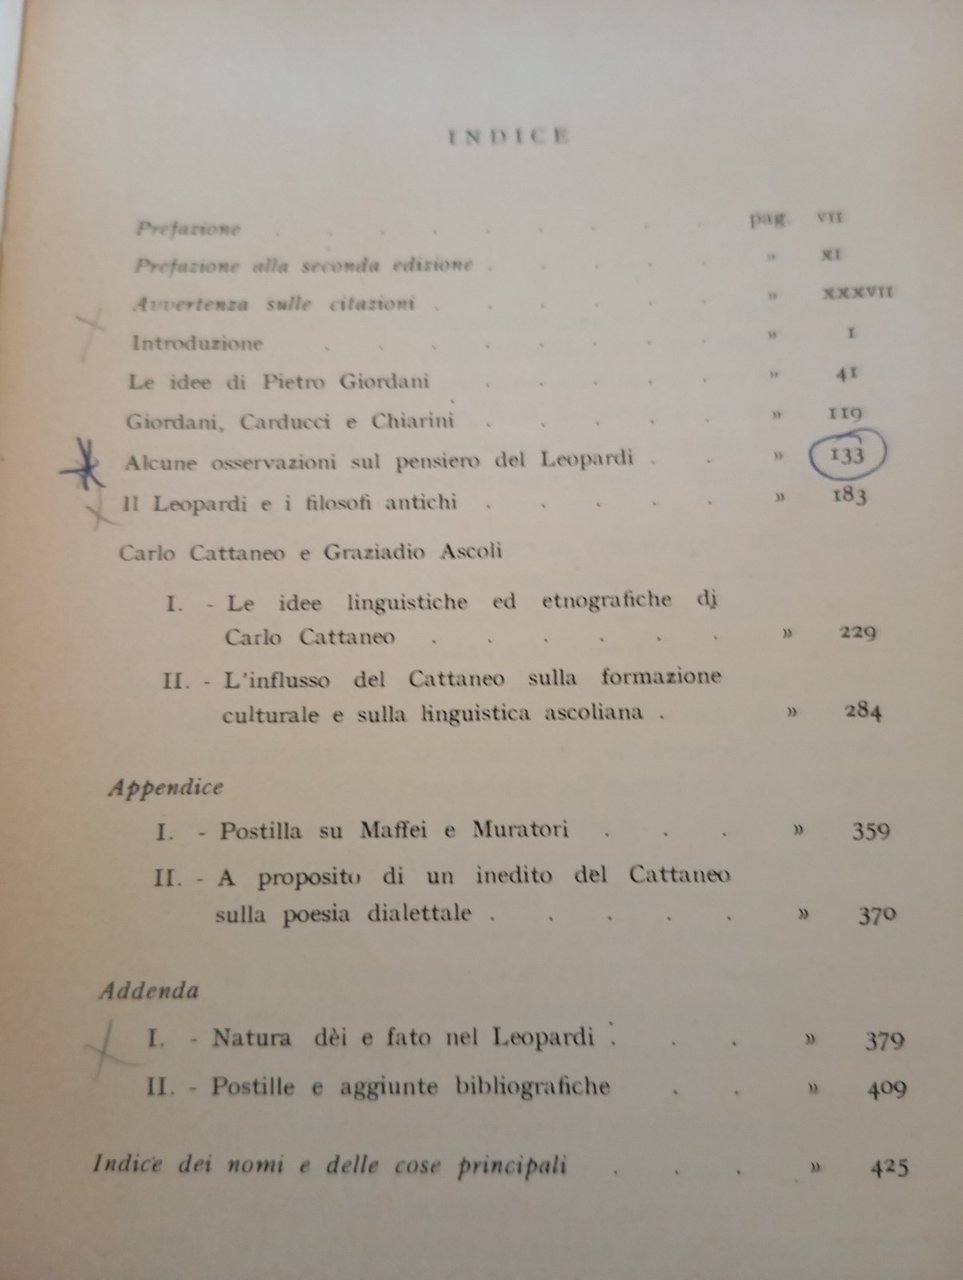 INDICE
Prefazione . . . . . . . . . pag. VII
Prefazione alla seconda edizione . . . . . » XI
Avvertenza sulle citazioni . . . . . . » XXXVII
Introduzione . . . . . . . . » I
Le idee di Pietro Giordani . . . . . » 41
Giordani, Carducci e Chiarini . . . . . » 119
Alcune osservazioni sul pensiero del Leopardi . . » 133
Il Leopardi e i filosofi antichi . . . . . » 183
Carlo Cattaneo e Graziadio Ascoli
I. - Le idee linguistiche ed etnografiche di
Carlo Cattaneo . . . . . . » 229
II. - L'influsso del Cattaneo sulla formazione
culturale e sulla linguistica ascoliana . » 284
Appendice
I. - Postilla su Maffei e Muratori . . . » 359
II. - A proposito di un inedito del Cattaneo
sulla poesia dialettale . . . . . » 370
Addenda
I. - Natura dèi e fato nel Leopardi . . . » 379
II. - Postille e aggiunte bibliografiche . . » 409
Indice dei nomi e delle cose principali . . . » 425